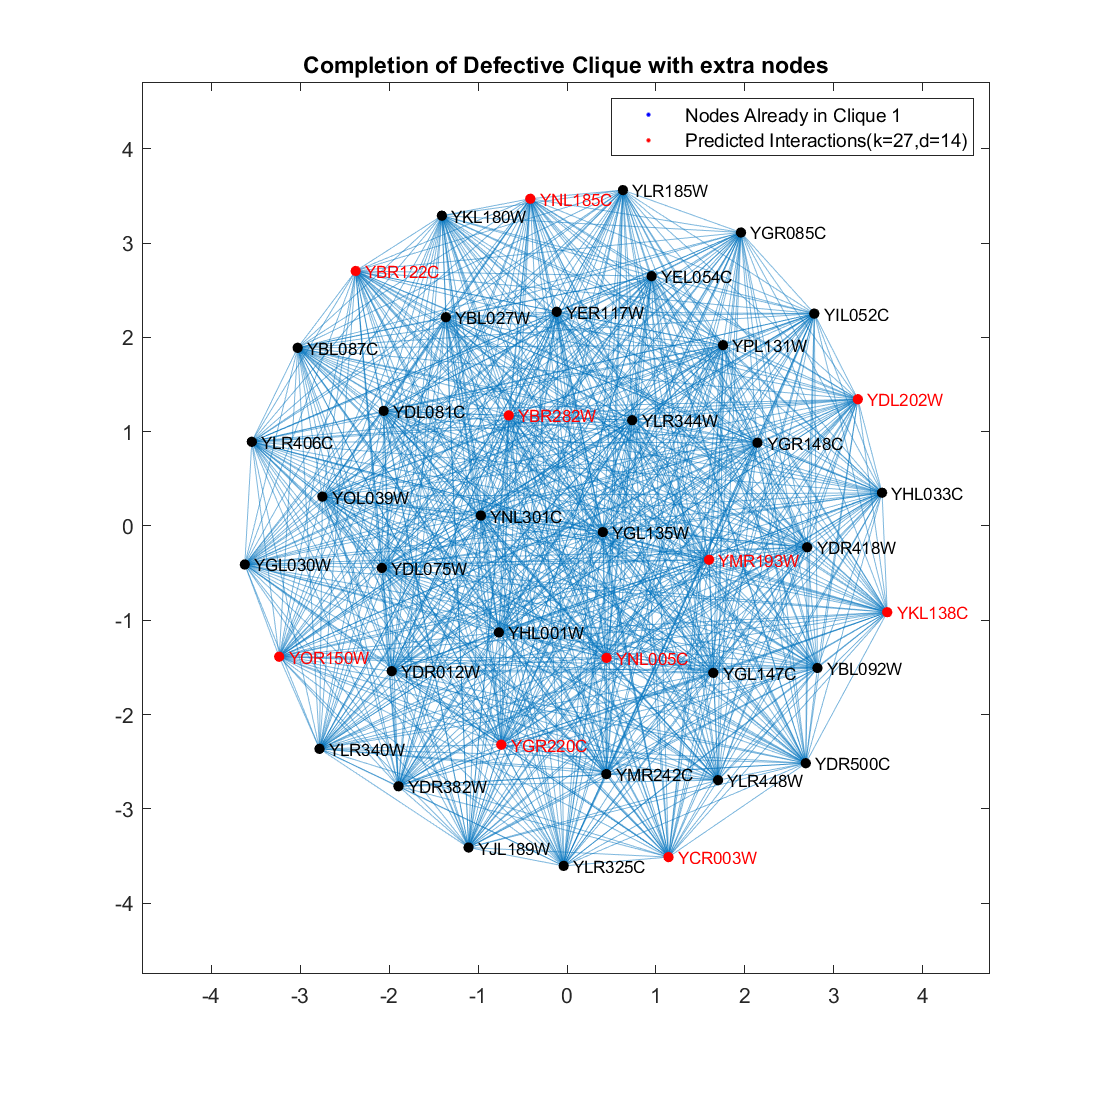 Completion of Defective Clique with extra nodes
Nodes Already in Clique 1
Predicted Interactions(k=27,d=14)
4
3
2
1
0
-1
-2
-3
-4
YLR185W
YNL185C
YKL180W
YGR085C
YBR122C
YEL054C
YIL052C
YER117W
YBL027W
YBL087C
YPL131W
YDL202W
YDL081C
YBR282W
YLR344W
YLR406C
YGR148C
YHL033C
YOL039W
YNL301C
YGL135W
YDR418W
YMR193W
YGL030W
YDL075W
YKL138C
YHL001W
YOR150W
YNL005C
YDR012W
YGL147C
YBL092W
YGR220C
YLR340W
YDR500C
YMR242C
YLR448W
YDR382W
YJL189W
YCR003W
YLR325C
-4
-3
-2
-1
0
1
2
3
4